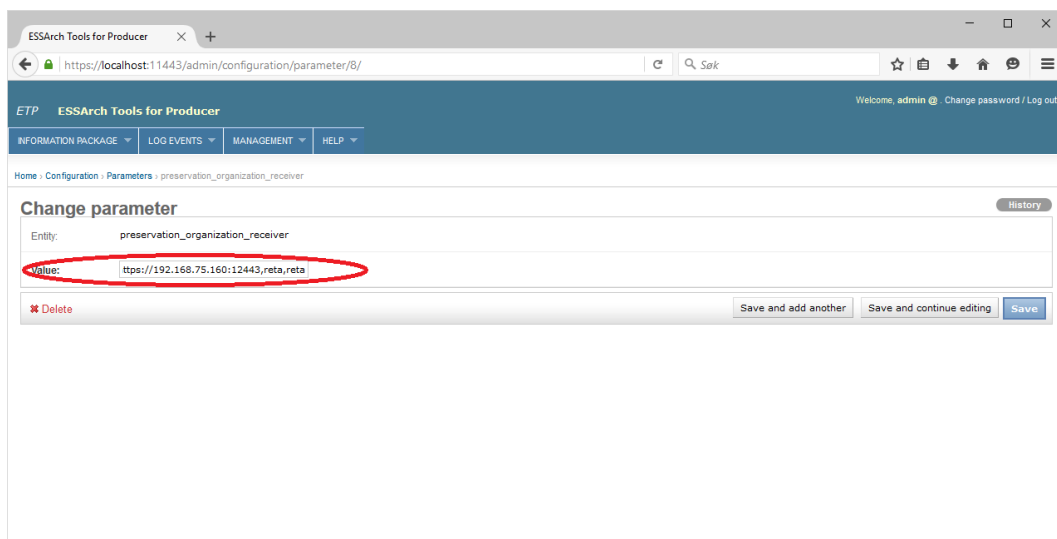 ESSArch Tools for Producer
https://localhost:11443/admin/configuration/parameter/8/
Søk
ETP ESSArch Tools for Producer
Welcome, admin @ . Change password / Log out
INFORMATION PACKAGE LOG EVENTS MANAGEMENT HELP
Home › Configuration › Parameters › preservation_organization_receiver
Change parameter
History
Entity: preservation_organization_receiver
Value: ttps://192.168.75.160:12443,reta,reta
Delete
Save and add another Save and continue editing Save